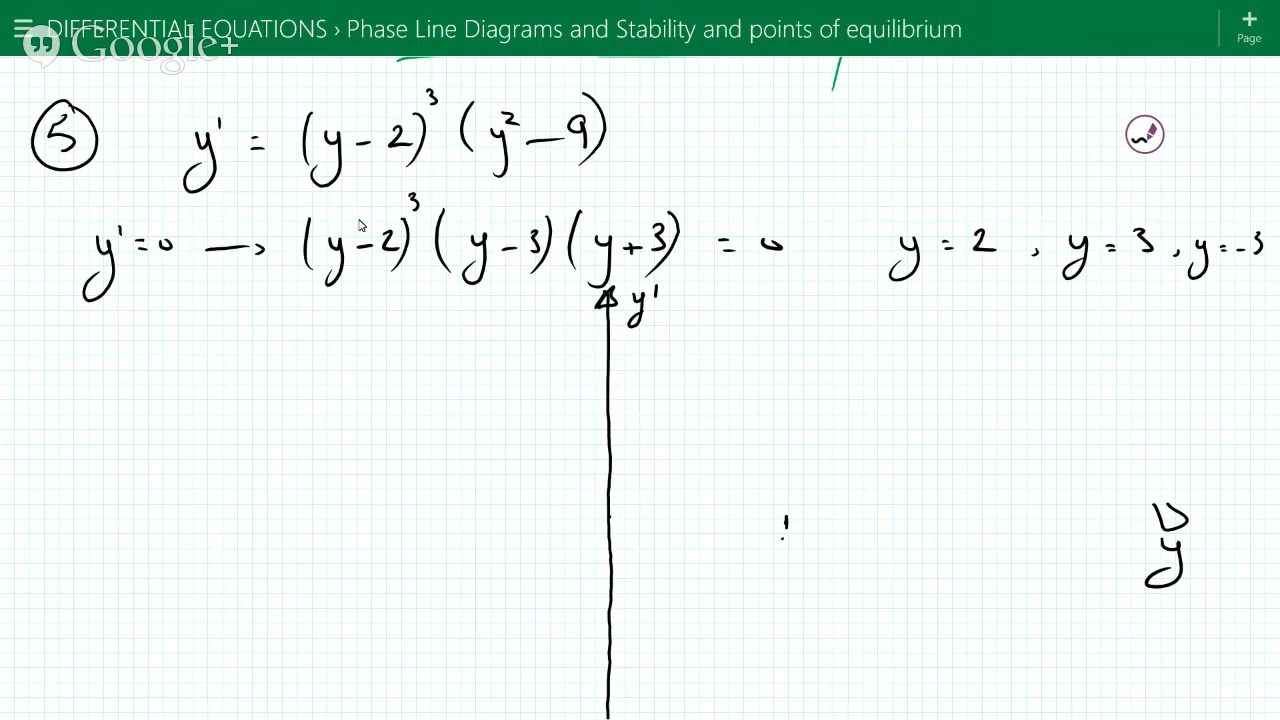 DIFFERENTIAL EQUATIONS › Phase Line Diagrams and Stability and points of equilibrium
Google+
Page
5 y' = (y - 2)³ (y² - 9)
y' = 0 → (y - 2)³ (y - 3)(y + 3) = 0 y = 2 , y = 3 , y = -3
y'
y